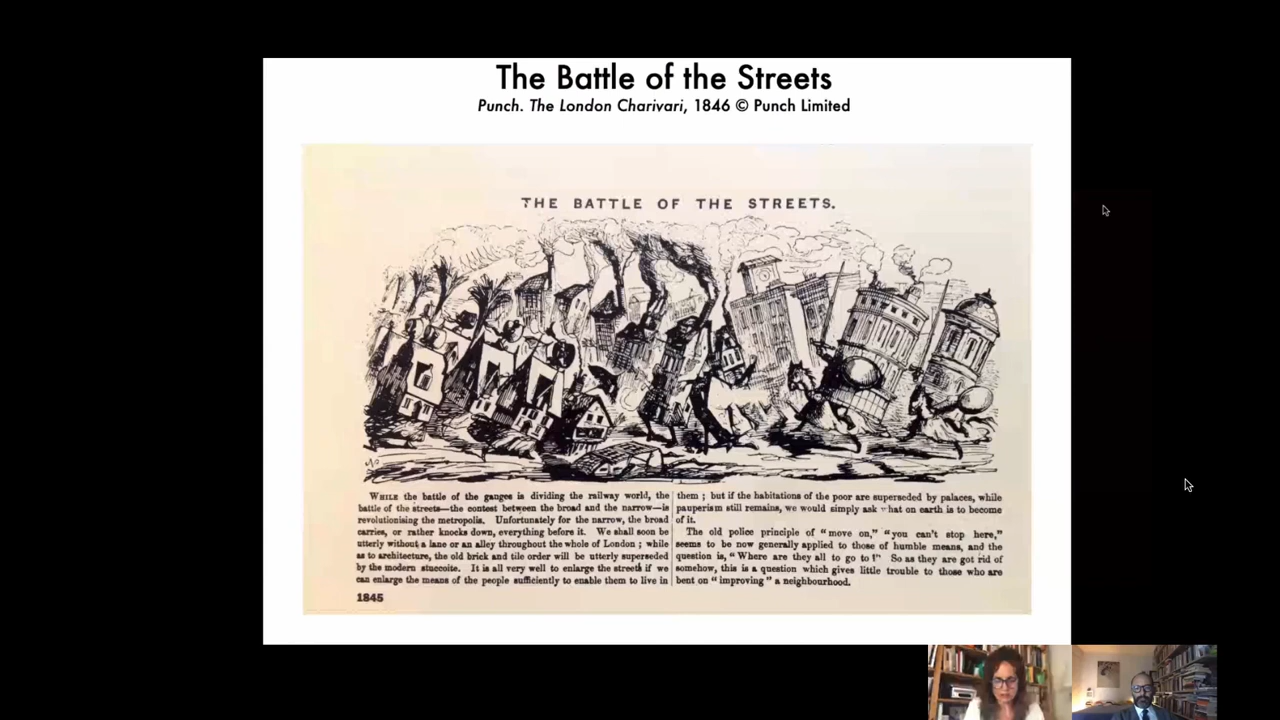 The Battle of the Streets
Punch. The London Charivari, 1846 © Punch Limited
THE BATTLE OF THE STREETS.
WHILE the battle of the gauges is dividing the railway world, the
battle of the streets—the contest between the broad and the narrow—is
revolutionising the metropolis. Unfortunately for the narrow, the broad
carries, or rather knocks down, everything before it. We shall soon be
utterly without a lane or an alley throughout the whole of London; while
as to architecture, the old brick and tile order will be utterly superseded
by the modern stuccoite. It is all very well to enlarge the streets if we
can enlarge the means of the people sufficiently to enable them to live in
them; but if the habitations of the poor are superseded by palaces, while
pauperism still remains, we would simply ask what on earth is to become
of it.
The old police principle of "move on," "you can't stop here,"
seems to be now generally applied to those of humble means, and the
question is, "Where are they all to go to?" So as they are got rid of
somehow, this is a question which gives little trouble to those who are
bent on "improving" a neighbourhood.
1845